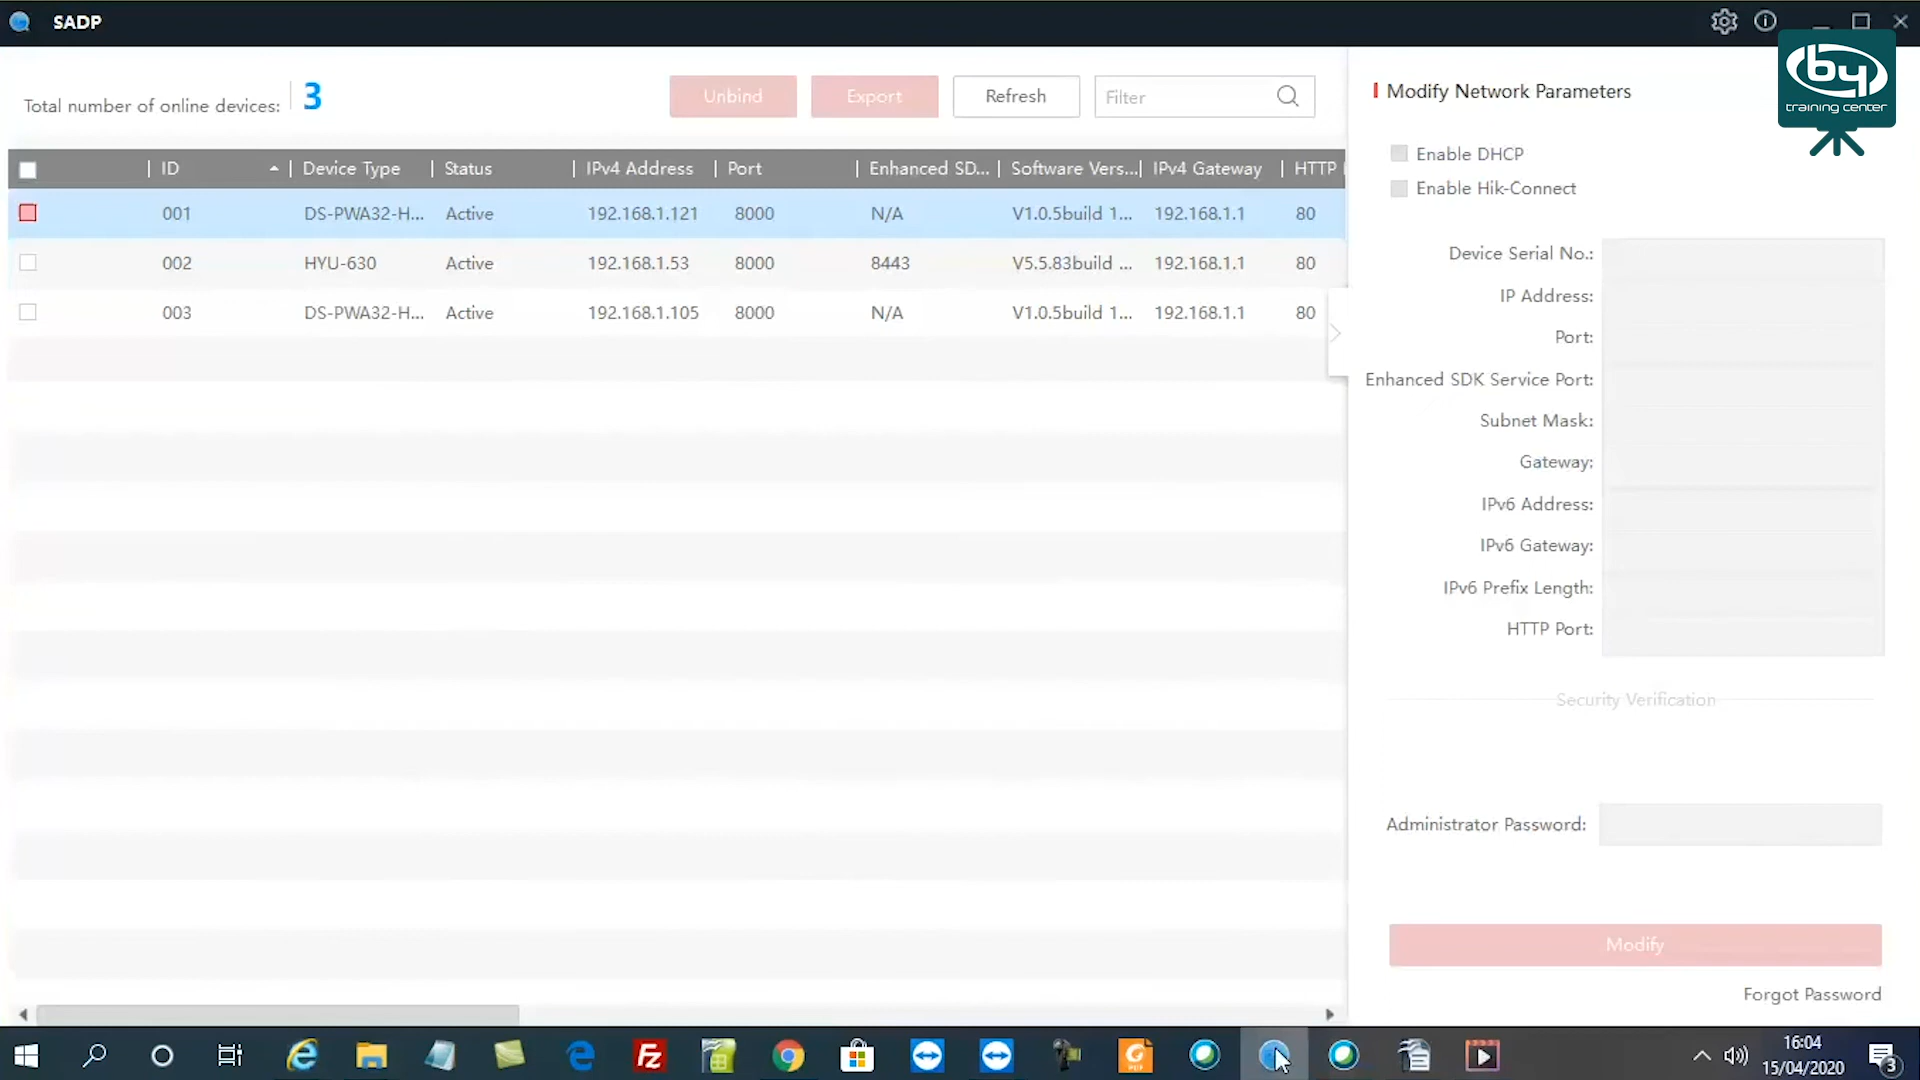 SADP
by
training center
Total number of online devices: 3
Unbind
Export
Refresh
Filter
ID Device Type Status IPv4 Address Port Enhanced SD... Software Vers... IPv4 Gateway HTTP
001 DS-PWA32-H... Active 192.168.1.121 8000 N/A V1.0.5build 1... 192.168.1.1 80
002 HYU-630 Active 192.168.1.53 8000 8443 V5.5.83build ... 192.168.1.1 80
003 DS-PWA32-H... Active 192.168.1.105 8000 N/A V1.0.5build 1... 192.168.1.1 80
Modify Network Parameters
Enable DHCP
Enable Hik-Connect
Device Serial No.:
IP Address:
Port:
Enhanced SDK Service Port:
Subnet Mask:
Gateway:
IPv6 Address:
IPv6 Gateway:
IPv6 Prefix Length:
HTTP Port:
Security Verification
Administrator Password:
Modify
Forgot Password
16:04
15/04/2020
3